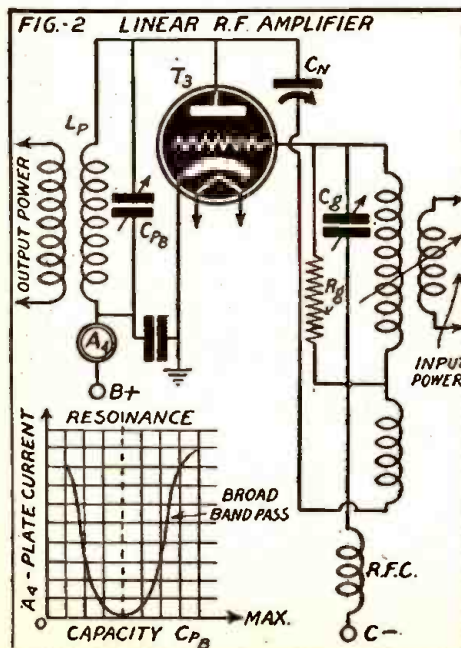 FIG.-2 LINEAR R.F. AMPLIFIER
T3
CN
LP
OUTPUT POWER
CPB
Cg
Rg
INPUT
POWER
A4
B+
RESONANCE
BROAD
BAND PASS
A4-PLATE CURRENT
O
CAPACITY CPB
MAX.
R.F.C.
C-